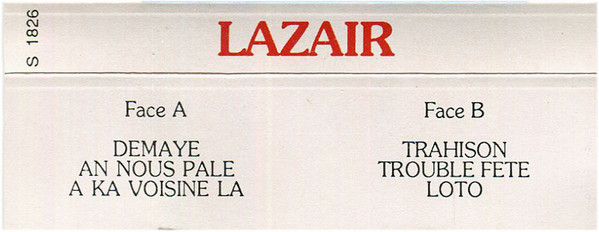 S 1826
LAZAIR
Face A
DEMAYE
AN NOUS PALE
A KA VOISINE LA
Face B
TRAHISON
TROUBLE FETE
LOTO